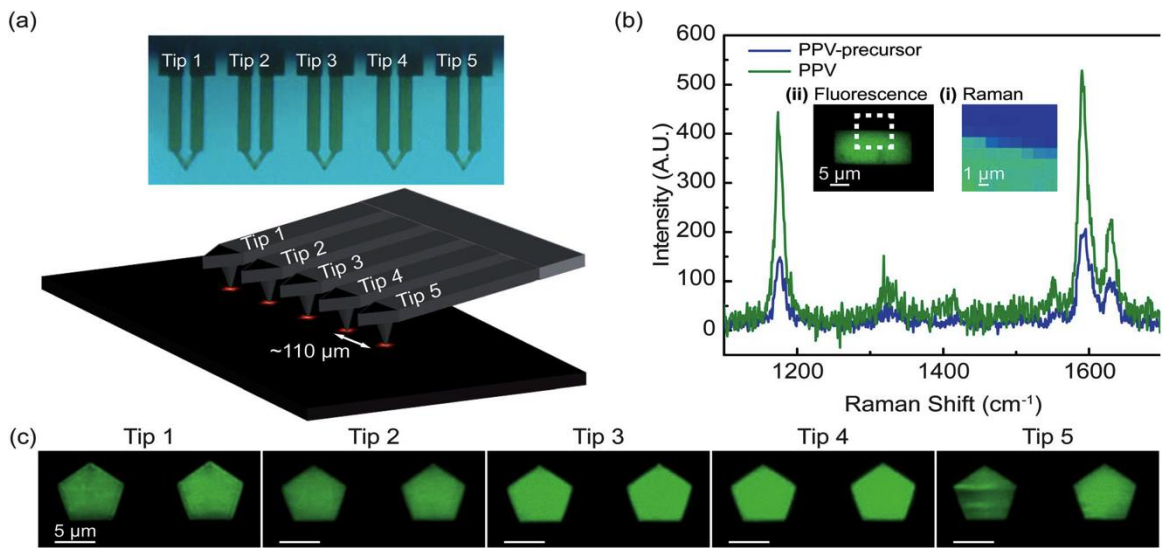 (a)
Tip 1 Tip 2 Tip 3 Tip 4 Tip 5
Tip 1
Tip 2
Tip 3
Tip 4
Tip 5
~110 µm
(b)
600
500
400
300
200
100
0
Intensity (A.U.)
PPV-precursor
PPV
(ii) Fluorescence
(i) Raman
5 µm
1 µm
1200 1400 1600
Raman Shift (cm⁻¹)
(c)
Tip 1 Tip 2 Tip 3 Tip 4 Tip 5
5 µm